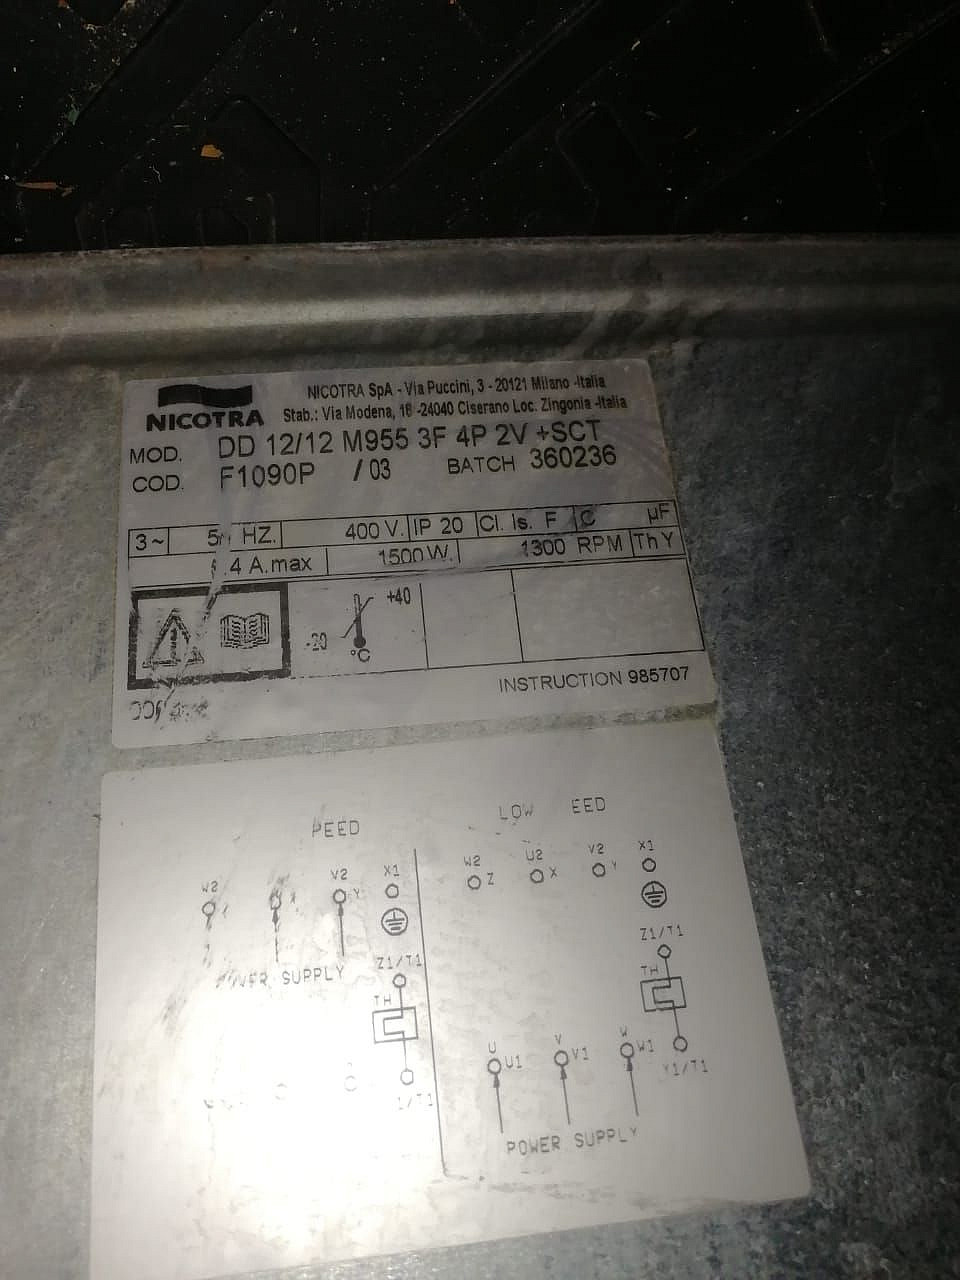 NICOTRA
NICOTRA SpA - Via Puccini, 3 - 20121 Milano -Italia
Stab.: Via Modena, 18 -24040 Ciserano Loc. Zingonia -Italia
MOD. DD 12/12 M955 3F 4P 2V +SCT
COD. F1090P /03 BATCH 360236
3~ HZ. 400 V. IP 20 Cl. Is. F C µF
A.max 1500W. 1300 RPM Th Y
-20 +40
°C
INSTRUCTION 985707
LOW
W2 V2 X1
Y
SUPPLY
Z1/T1
TH
W2 U2 V2 X1
Z X Y
Z1/T1
TH
U V W
U1 V1 W1
Y1/T1
POWER SUPPLY